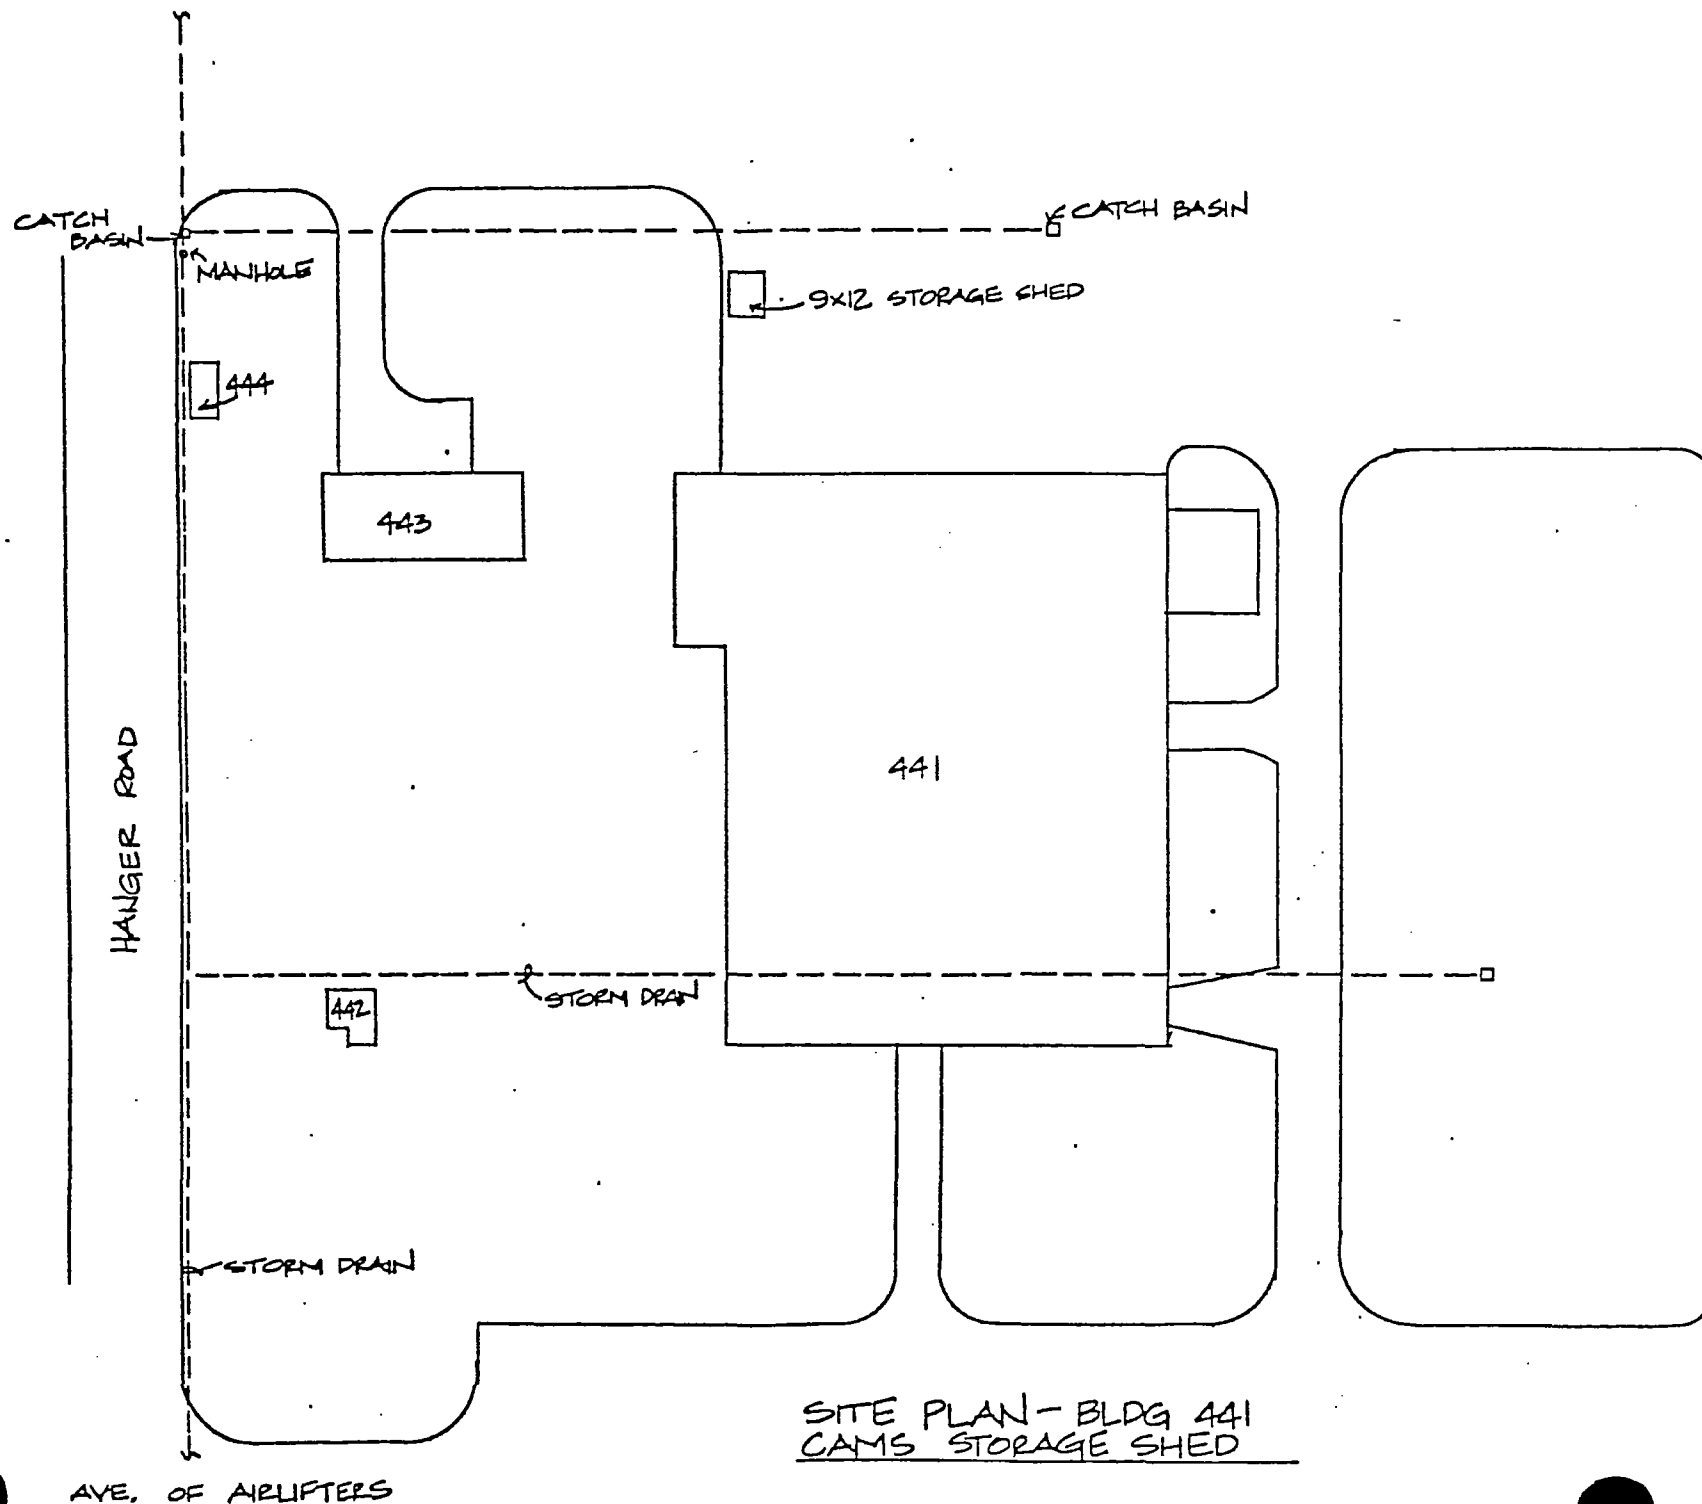 CATCH BASIN
CATCH
BASIN
MANHOLE
9X12 STORAGE SHED
444
443
441
HANGER ROAD
STORM DRAN
442
STORM DRAIN
SITE PLAN - BLDG 441
CAMS STORAGE SHED
AVE. OF AIRLIFTERS